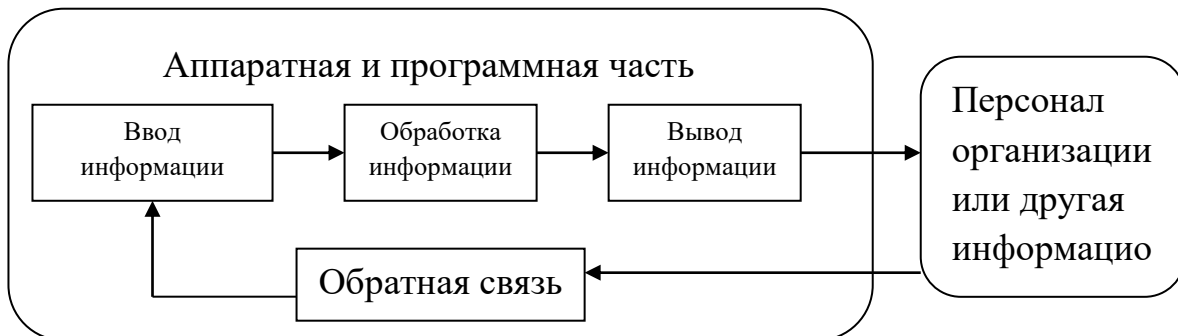 Аппаратная и программная часть
Ввод
информации
Обработка
информации
Вывод
информации
Персонал
организации
или другая
информацио
Обратная связь